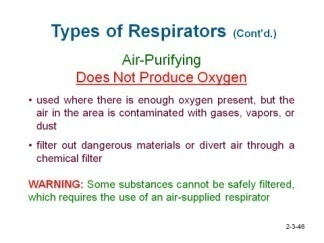 Types of Respirators (Cont'd.)
Air-Purifying
Does Not Produce Oxygen
• used where there is enough oxygen present, but the
air in the area is contaminated with gases, vapors, or
dust
• filter out dangerous materials or divert air through a
chemical filter
WARNING: Some substances cannot be safely filtered,
which requires the use of an air-supplied respirator
2-3-46